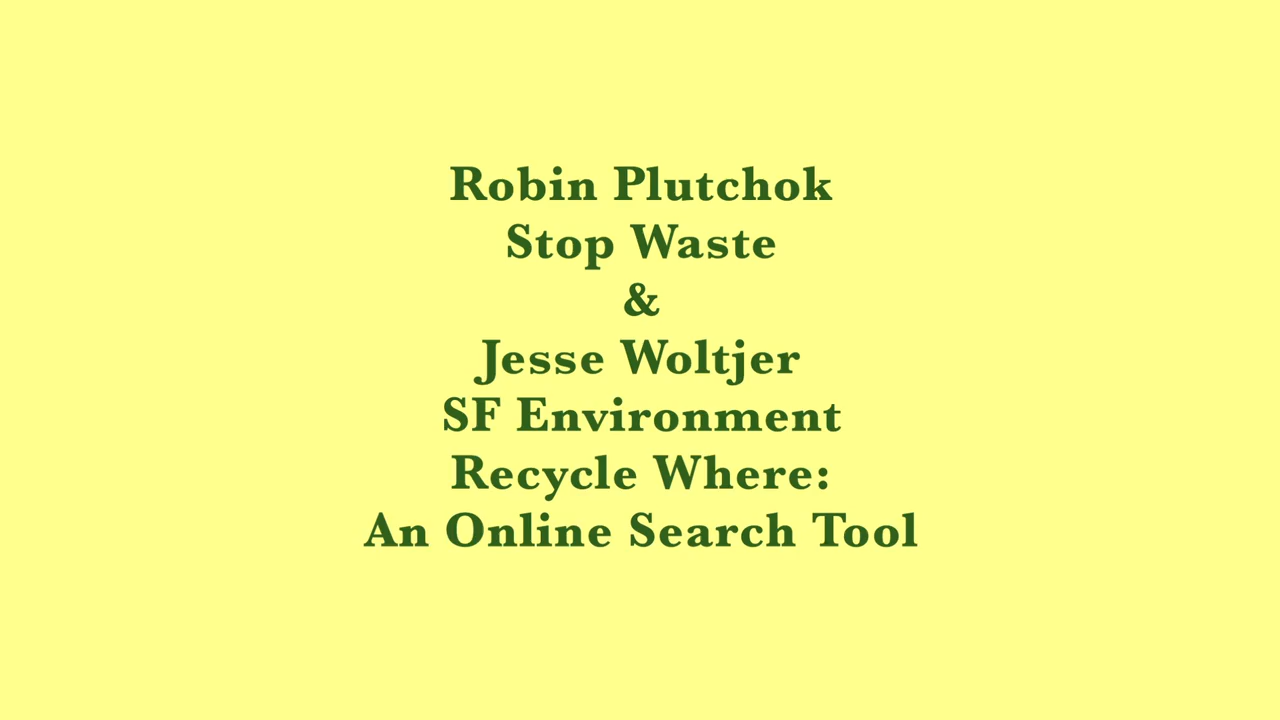 Robin Plutchok
Stop Waste
&
Jesse Woltjer
SF Environment
Recycle Where:
An Online Search Tool